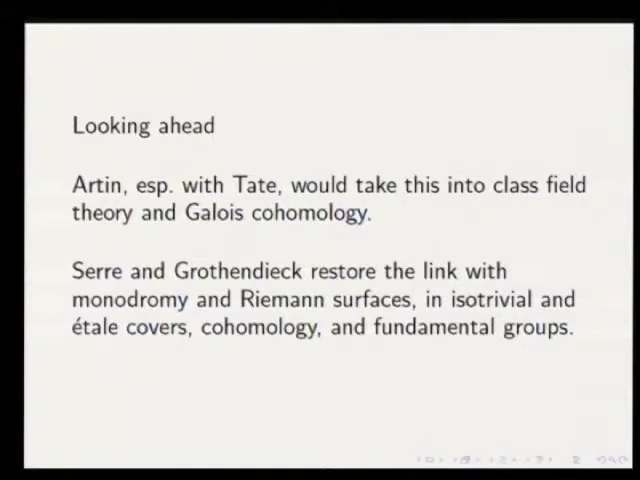 Looking ahead
Artin, esp. with Tate, would take this into class field
theory and Galois cohomology.
Serre and Grothendieck restore the link with
monodromy and Riemann surfaces, in isotrivial and
étale covers, cohomology, and fundamental groups.